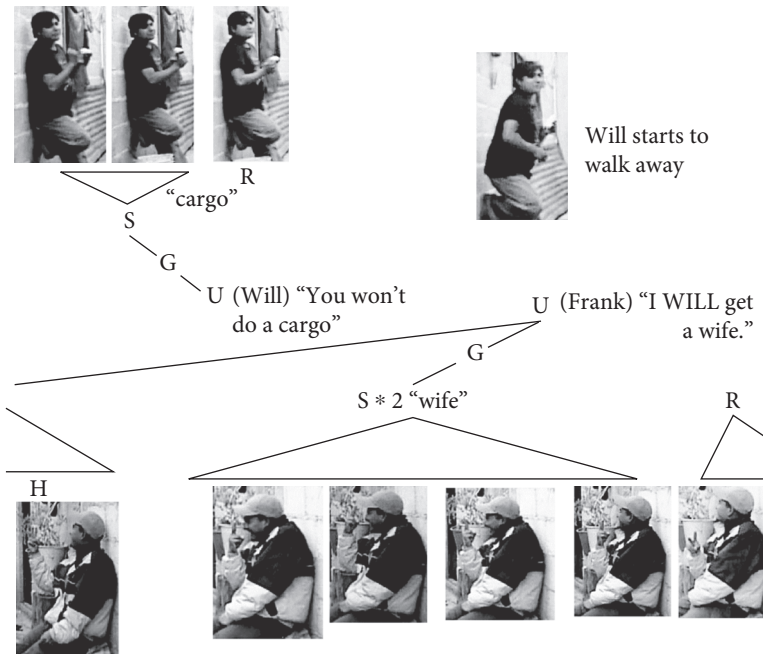 Will starts to
walk away
"cargo"
R
S
G
U (Will) "You won't
do a cargo"
U (Frank) "I WILL get
a wife."
G
S * 2 "wife"
R
H